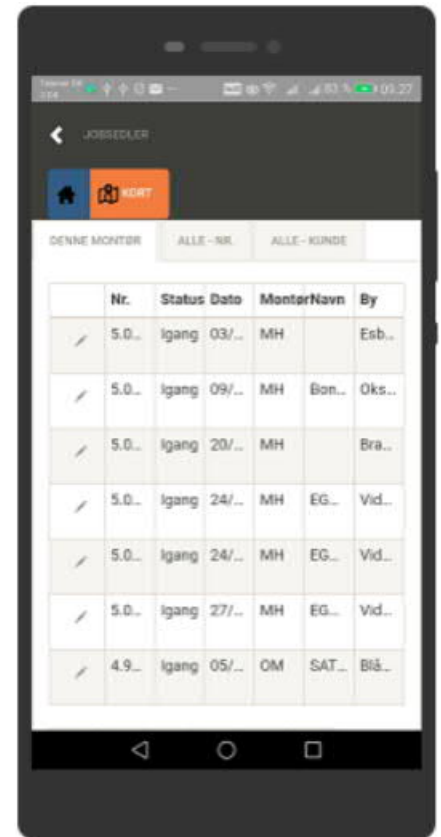 83 % 09.27
JOBSEDLER
KORT
DENNE MONTØR ALLE - NR. ALLE - KUNDE
Nr. Status Dato Montør Navn By
5.0... Igang 03/... MH Esb...
5.0... Igang 09/... MH Bon... Oks...
5.0... Igang 20/... MH Bra...
5.0... Igang 24/... MH EG... Vid...
5.0... Igang 24/... MH EG... Vid...
5.0... Igang 27/... MH EG... Vid...
4.9... Igang 05/... OM SAT... Blå...